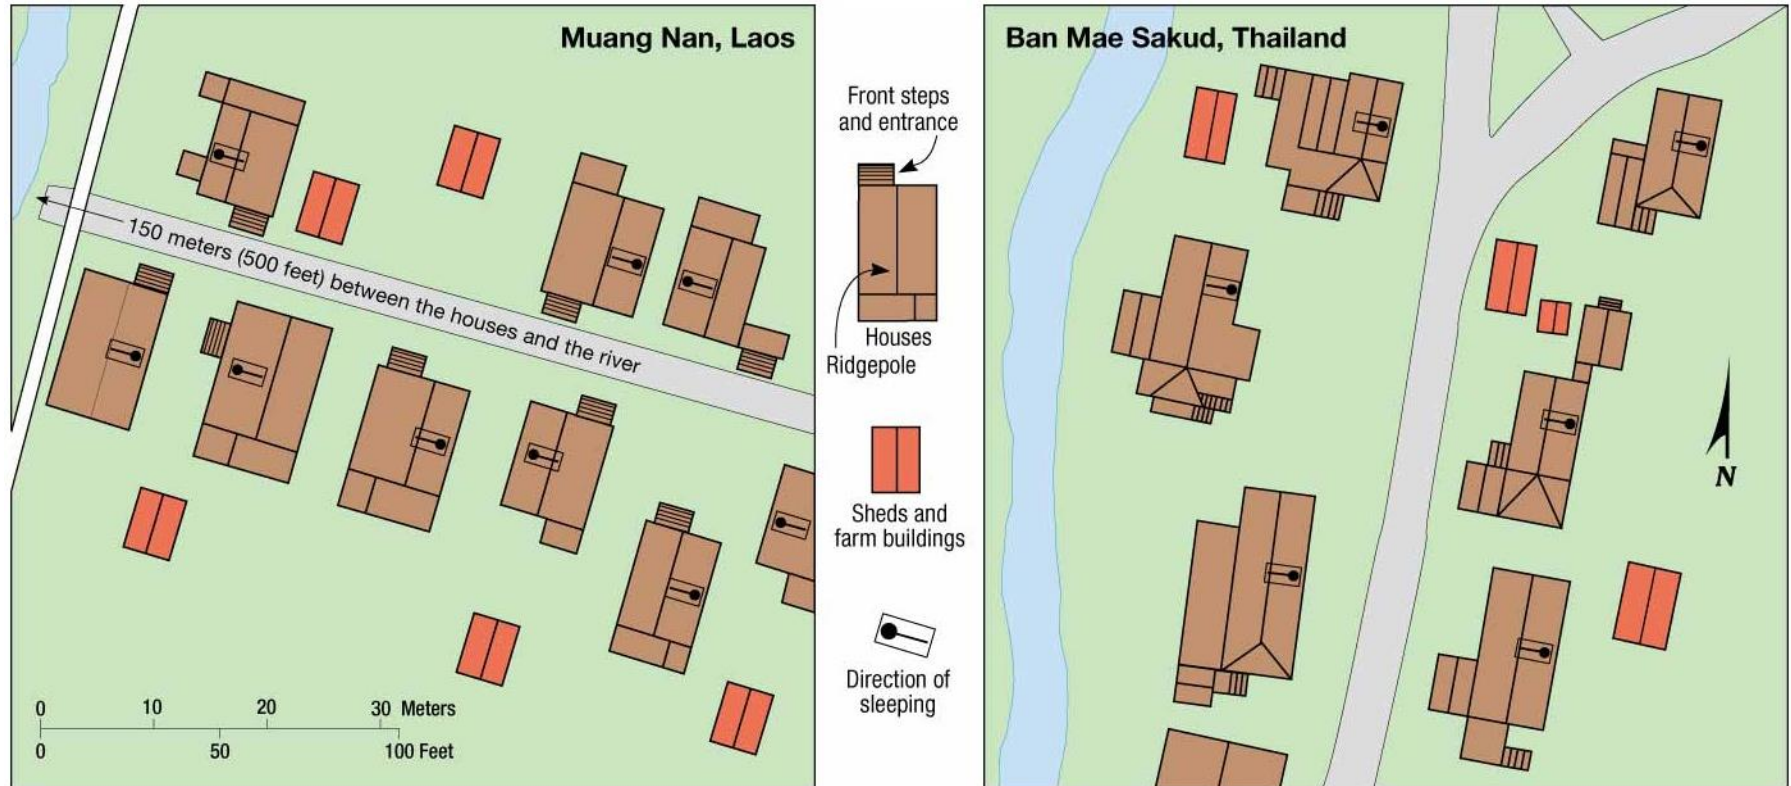 Muang Nan, Laos
150 meters (500 feet) between the houses and the river
0 10 20 30 Meters
0 50 100 Feet
Front steps
and entrance
Houses
Ridgepole
Sheds and
farm buildings
Direction of
sleeping
Ban Mae Sakud, Thailand
N